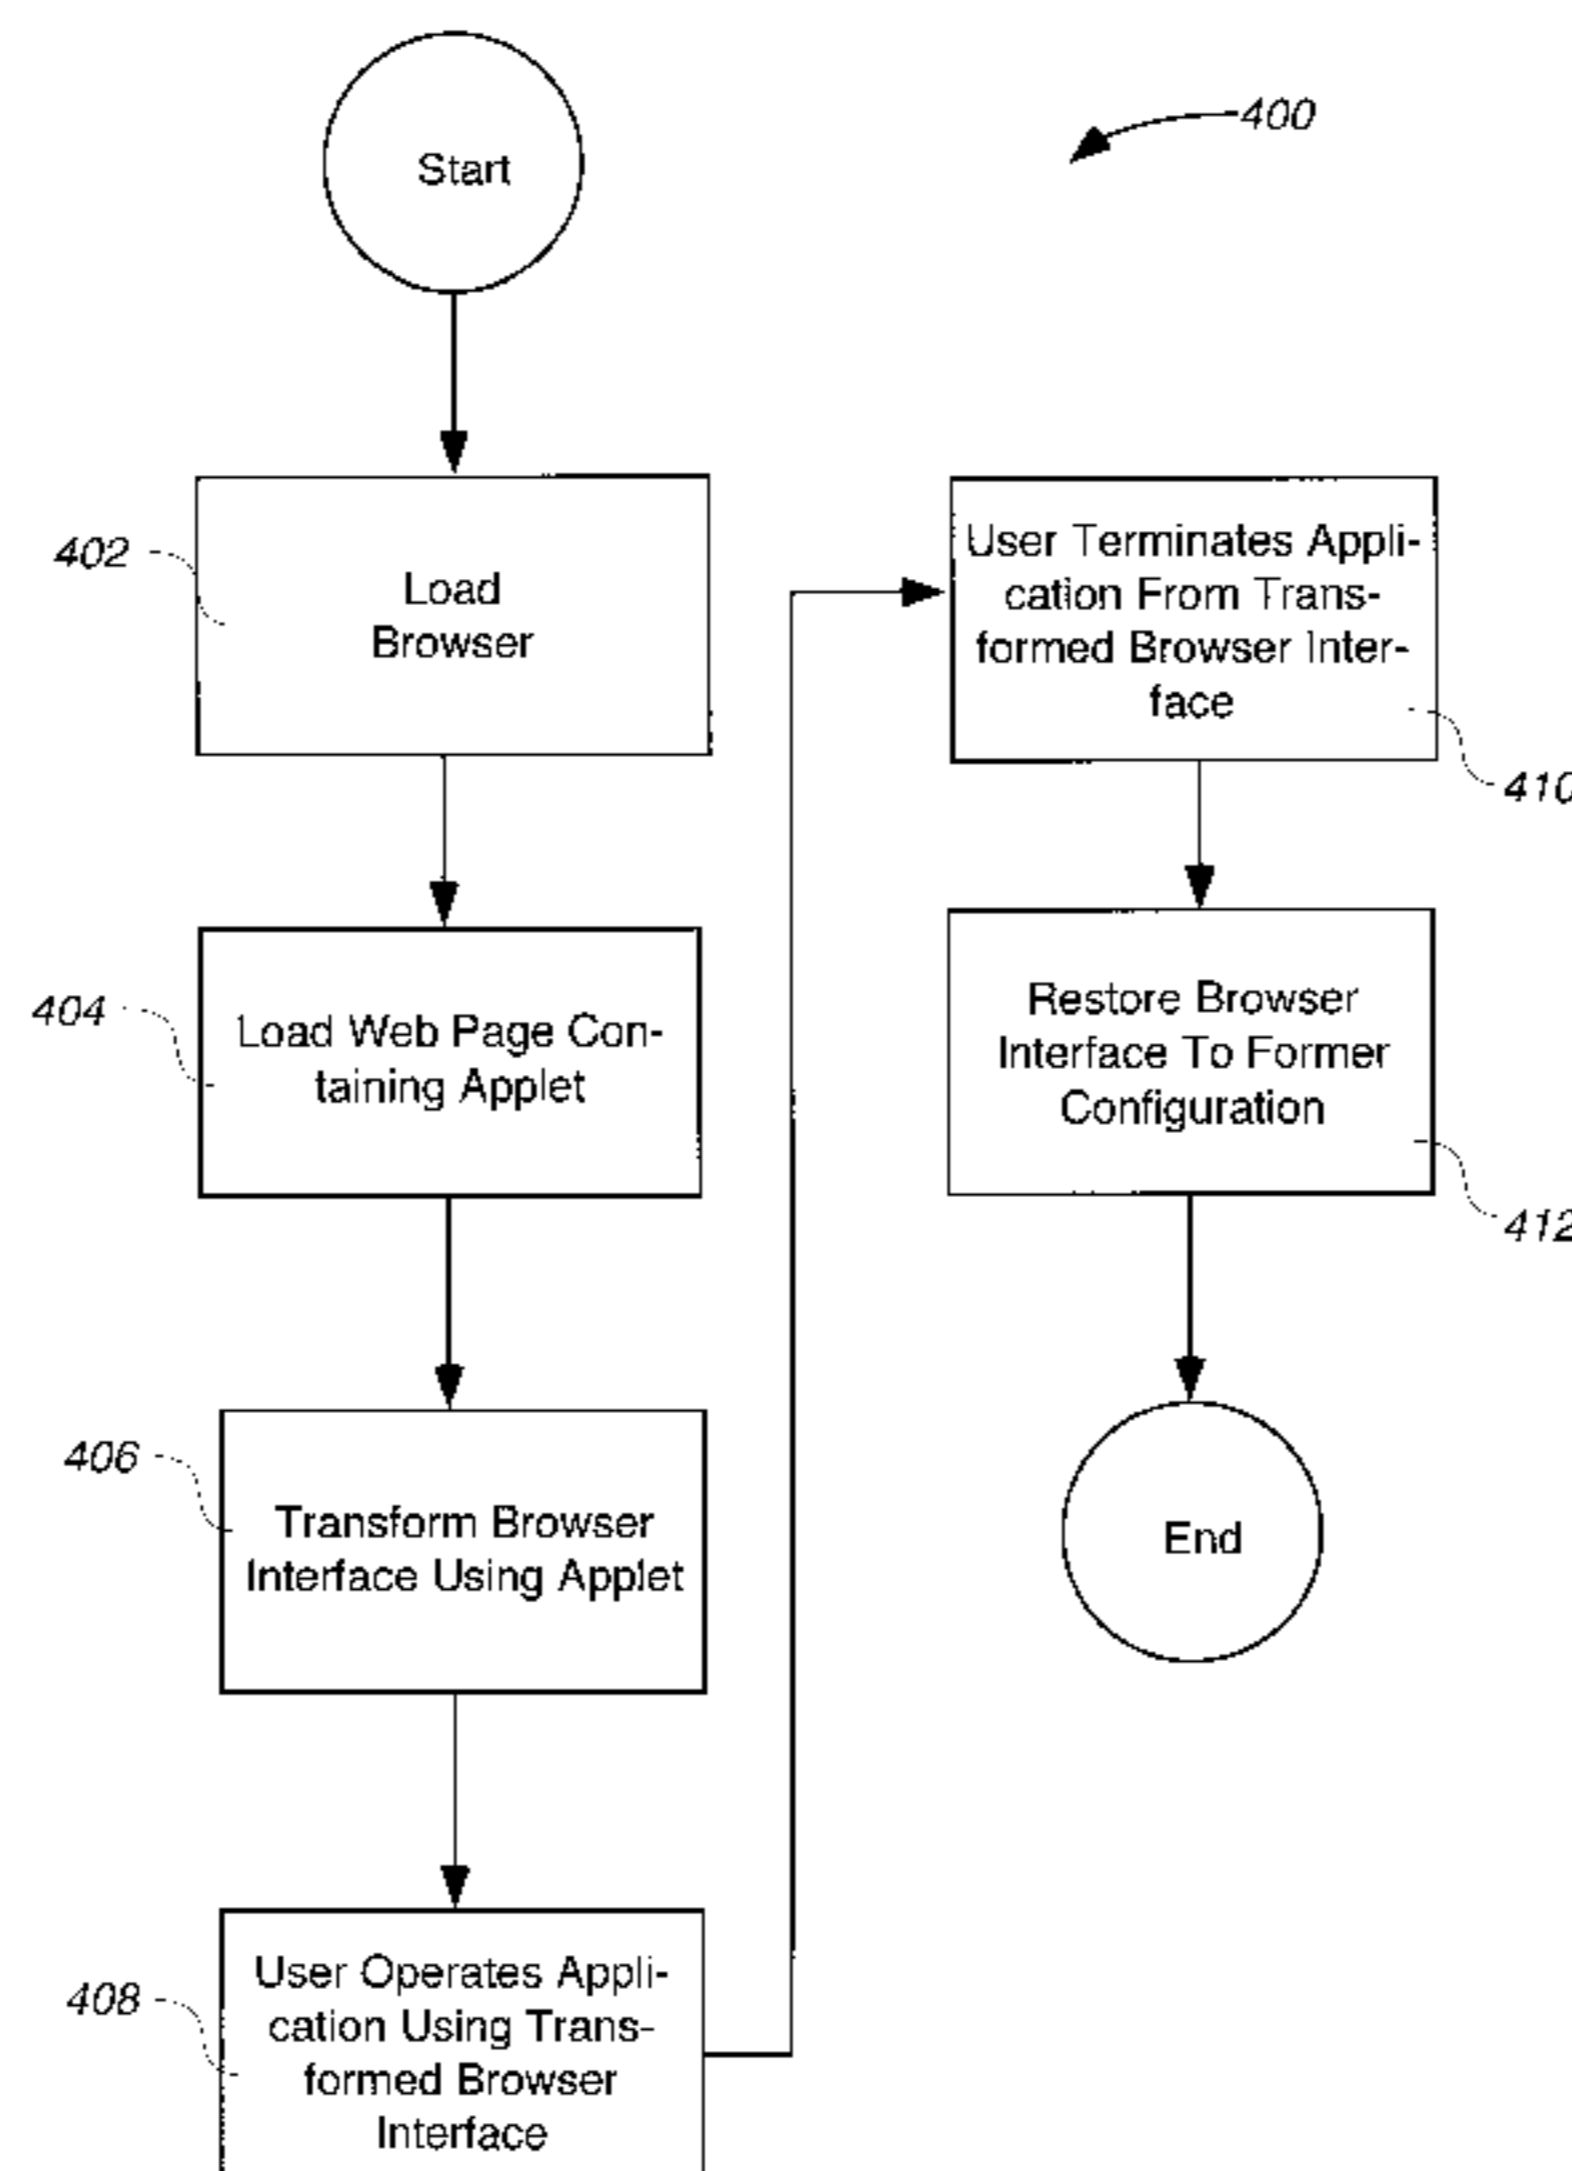 Start
400
402
Load
Browser
404
Load Web Page Con-
taining Applet
406
Transform Browser
Interface Using Applet
408
User Operates Appli-
cation Using Trans-
formed Browser
Interface
User Terminates Appli-
cation From Trans-
formed Browser Inter-
face
410
Restore Browser
Interface To Former
Configuration
412
End